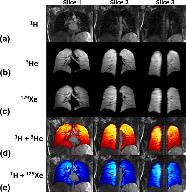 Slice 1 Slice 2 Slice 3
¹H
(a)
³He
(b)
¹²⁹Xe
(c)
¹H + ³He
(d)
¹H + ¹²⁹Xe
(e)